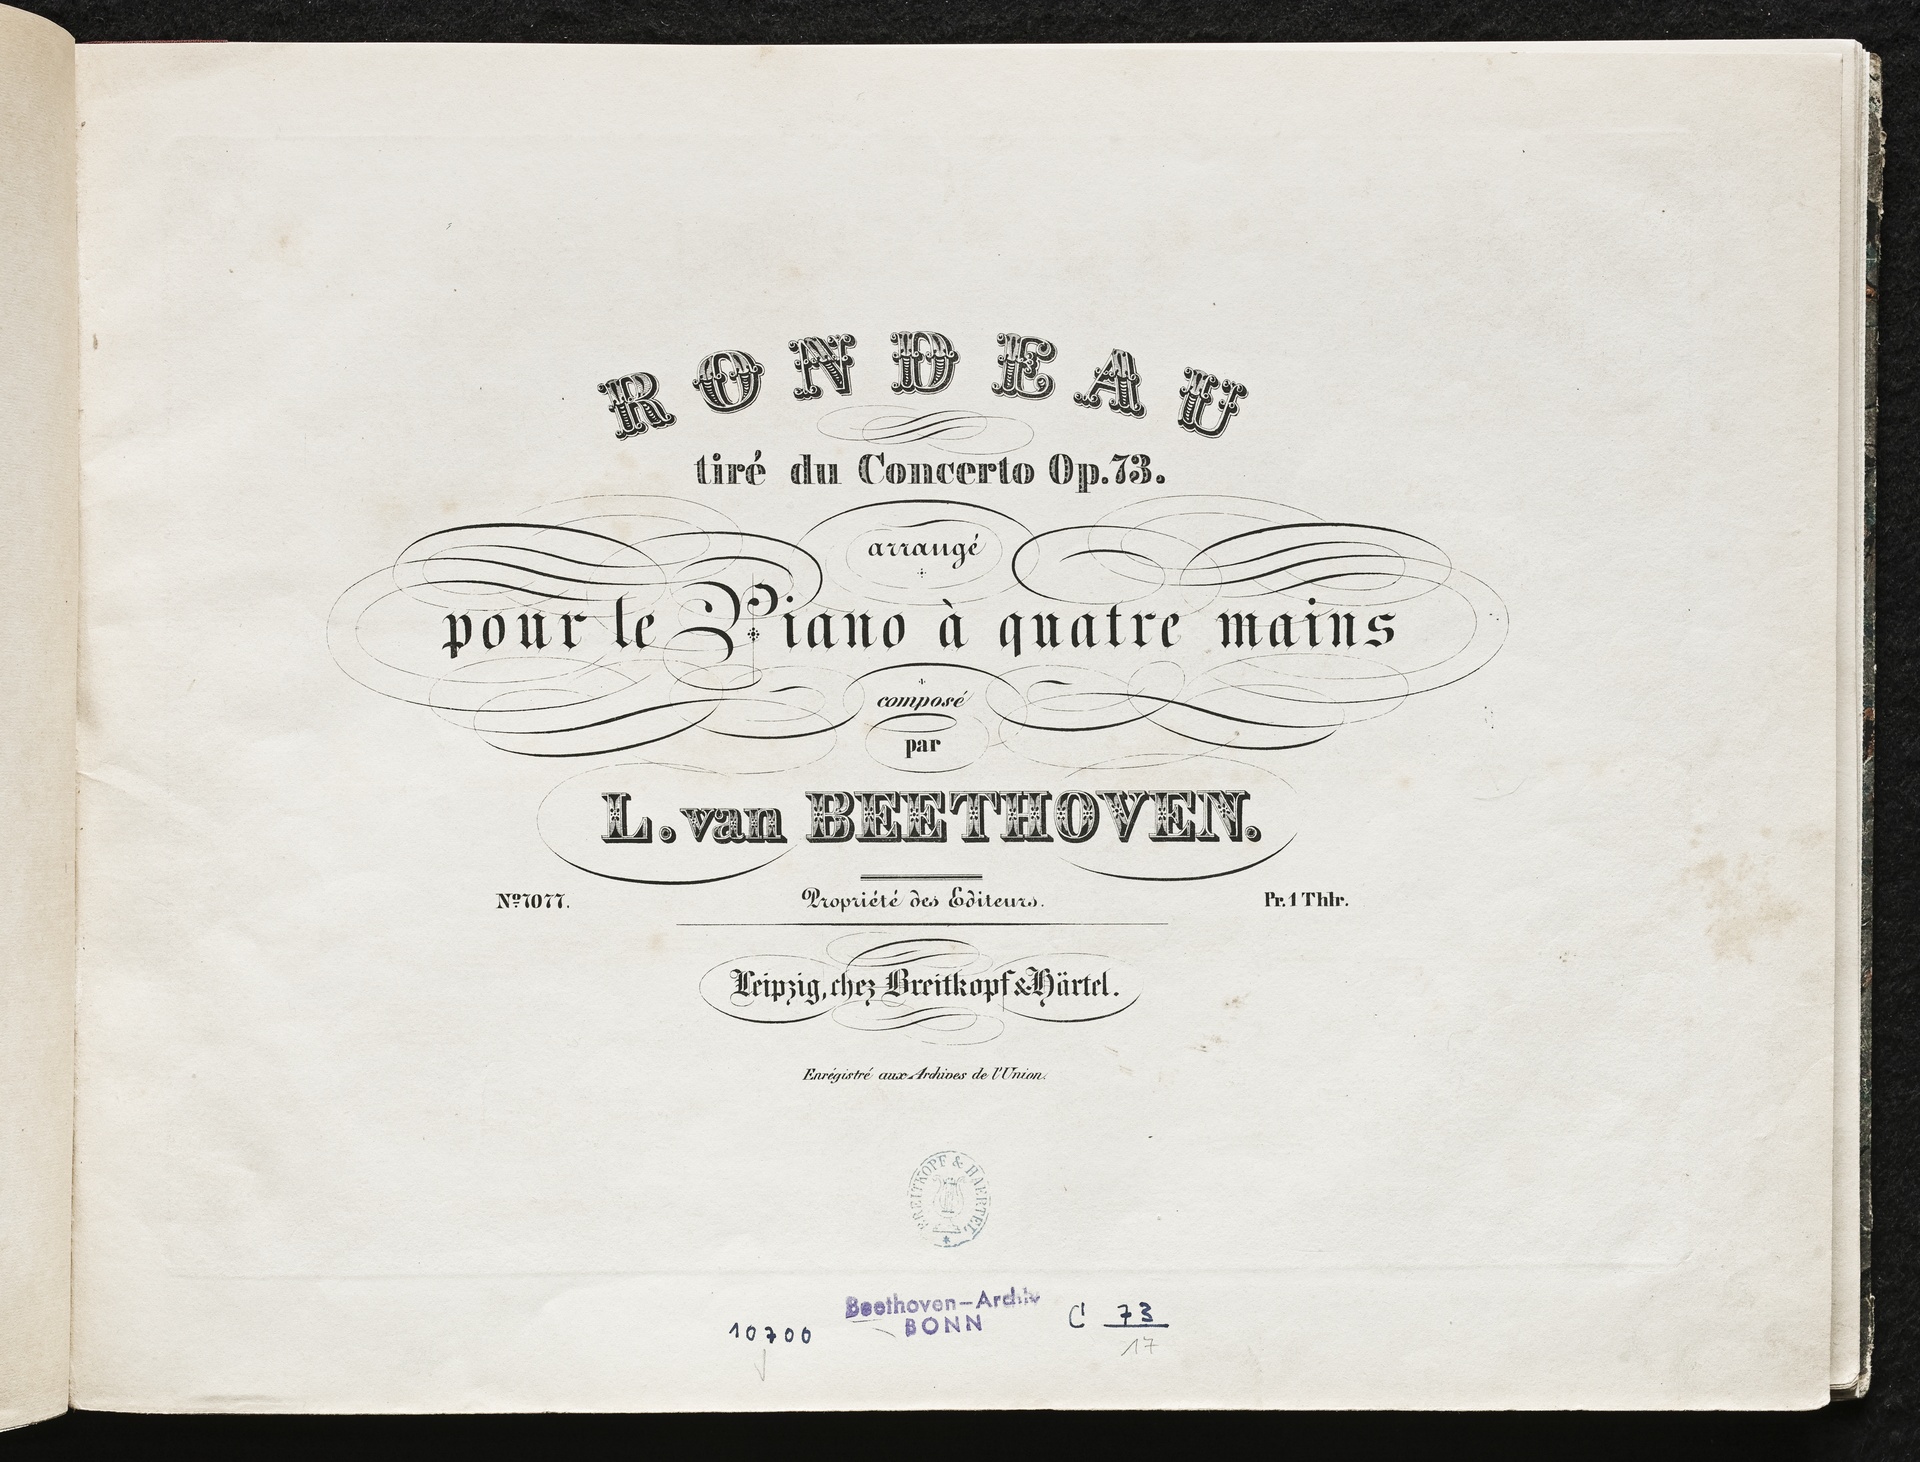 RONDEAU
tiré du Concerto Op.73.
arrangé
pour le Piano à quatre mains
composé
par
L. van BEETHOVEN.
Nº 7077.
Propriété des Editeurs.
Pr. 1 Thlr.
Leipzig, chez Breitkopf & Härtel.
Enrégistré aux Archives de l'Union.
BREITKOPF & HAERTEL
Beethoven-Archiv
BONN
10700
C 73
17